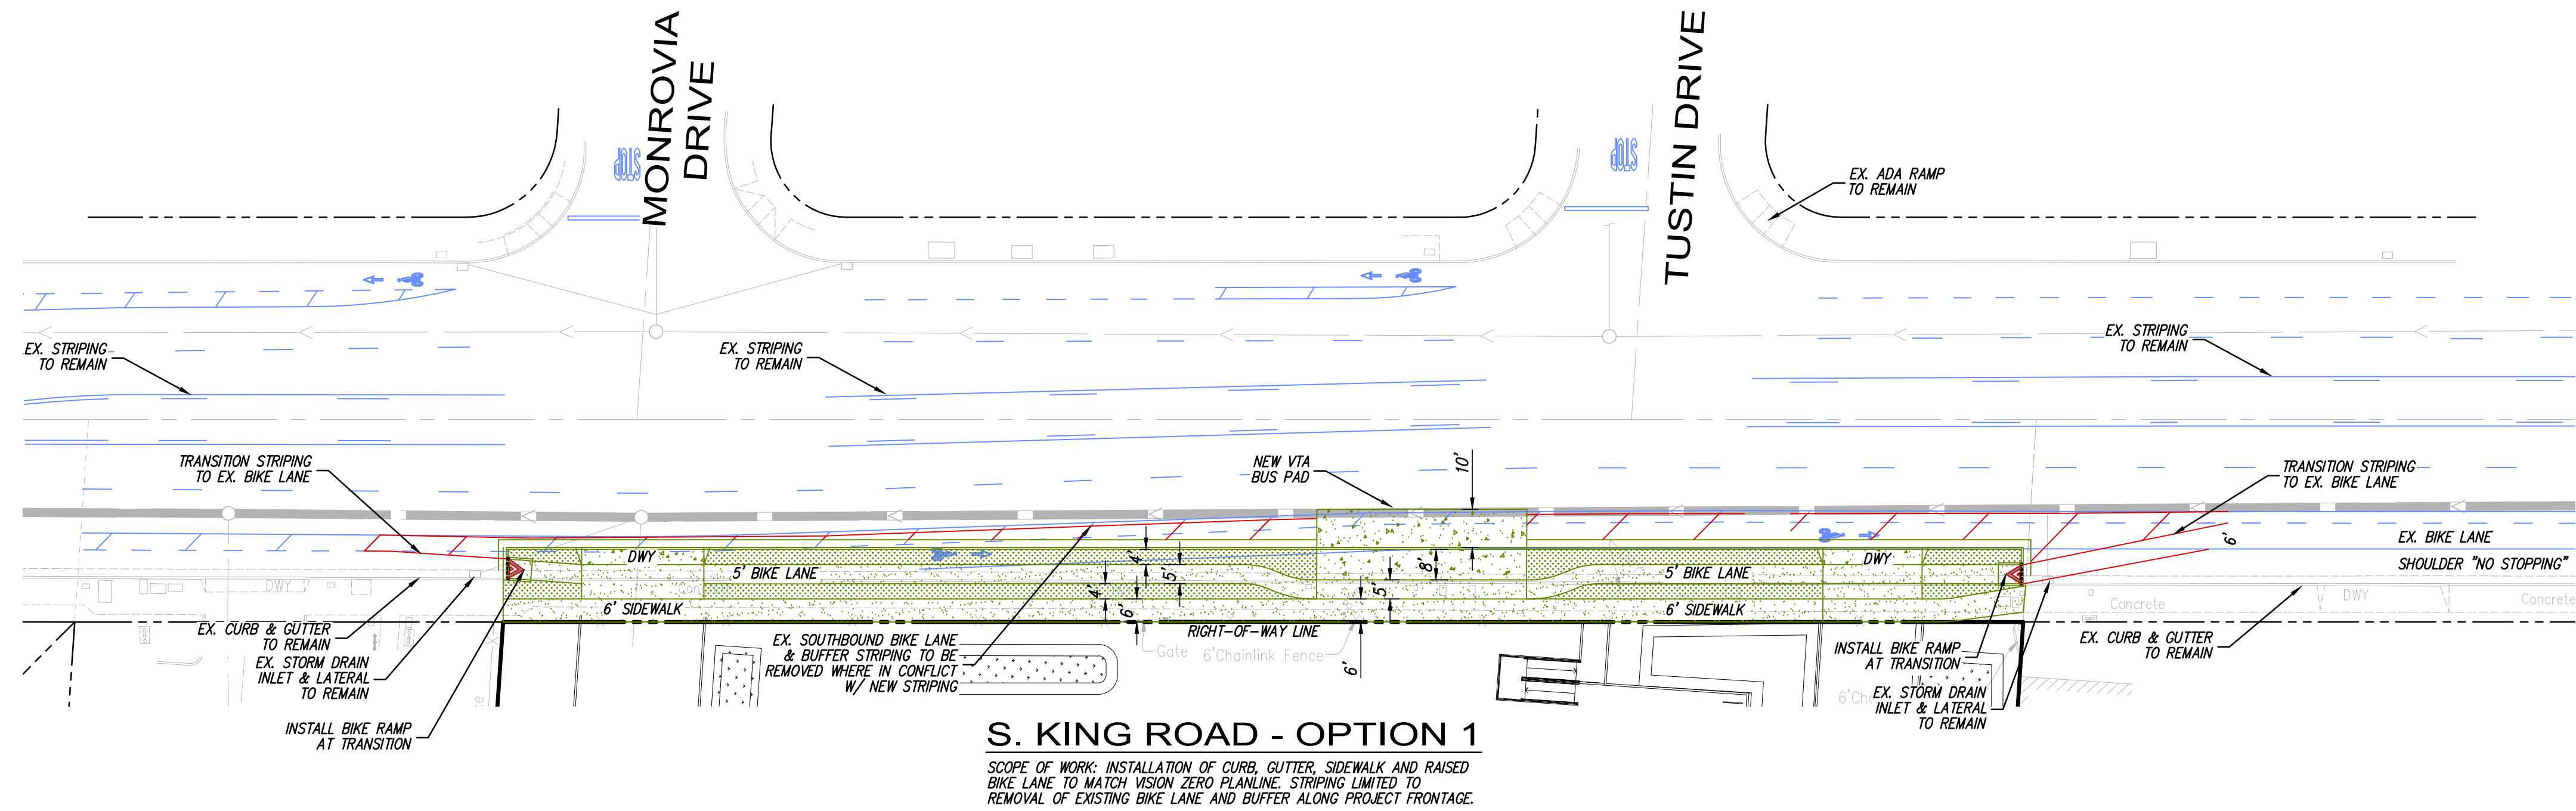 MONROVIA
DRIVE
TUSTIN DRIVE
STOP
STOP
EX. ADA RAMP
TO REMAIN
EX. STRIPING
TO REMAIN
EX. STRIPING
TO REMAIN
EX. STRIPING
TO REMAIN
TRANSITION STRIPING
TO EX. BIKE LANE
NEW VTA
BUS PAD
10'
TRANSITION STRIPING
TO EX. BIKE LANE
6'
EX. BIKE LANE
SHOULDER "NO STOPPING"
DWY
5' BIKE LANE
4'
5'
4'
6'
8'
5'
6'
5' BIKE LANE
DWY
6' SIDEWALK
6' SIDEWALK
DWY
DWY
Concrete
Concrete
EX. CURB & GUTTER
TO REMAIN
EX. STORM DRAIN
INLET & LATERAL
TO REMAIN
INSTALL BIKE RAMP
AT TRANSITION
EX. SOUTHBOUND BIKE LANE
& BUFFER STRIPING TO BE
REMOVED WHERE IN CONFLICT
W/ NEW STRIPING
RIGHT-OF-WAY LINE
Gate
6'Chainlink Fence
INSTALL BIKE RAMP
AT TRANSITION
EX. STORM DRAIN
INLET & LATERAL
TO REMAIN
6'Ch
EX. CURB & GUTTER
TO REMAIN
S. KING ROAD - OPTION 1
SCOPE OF WORK: INSTALLATION OF CURB, GUTTER, SIDEWALK AND RAISED
BIKE LANE TO MATCH VISION ZERO PLANLINE. STRIPING LIMITED TO
REMOVAL OF EXISTING BIKE LANE AND BUFFER ALONG PROJECT FRONTAGE.